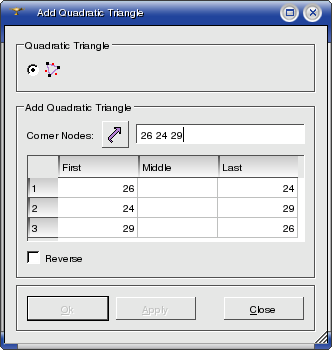 Add Quadratic Triangle
Quadratic Triangle
Add Quadratic Triangle
Corner Nodes: 26 24 29
First Middle Last
1 26 24
2 24 29
3 29 26
Reverse
Ok Apply Close